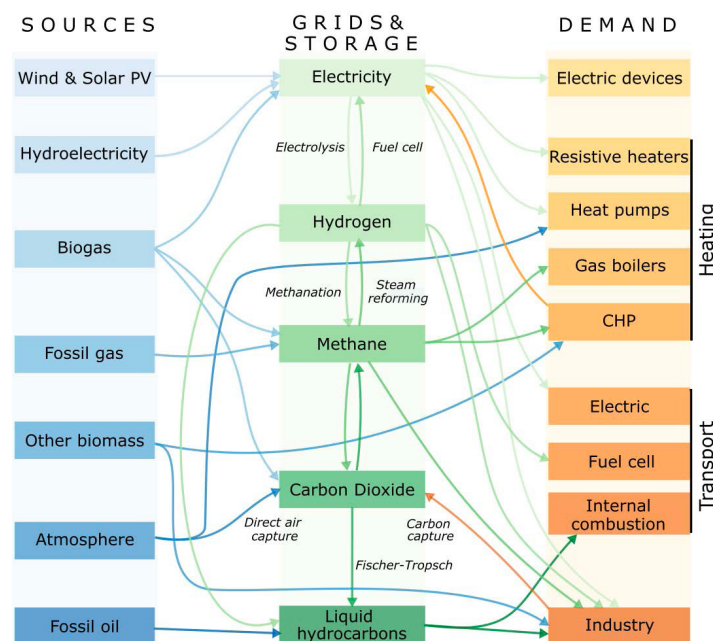 SOURCES
GRIDS &
STORAGE
DEMAND
Wind & Solar PV
Hydroelectricity
Biogas
Fossil gas
Other biomass
Atmosphere
Fossil oil
Electricity
Electrolysis
Fuel cell
Hydrogen
Methanation
Steam
reforming
Methane
Carbon Dioxide
Direct air
capture
Carbon
capture
Fischer-Tropsch
Liquid
hydrocarbons
Electric devices
Resistive heaters
Heat pumps
Gas boilers
CHP
Heating
Electric
Fuel cell
Internal
combustion
Transport
Industry